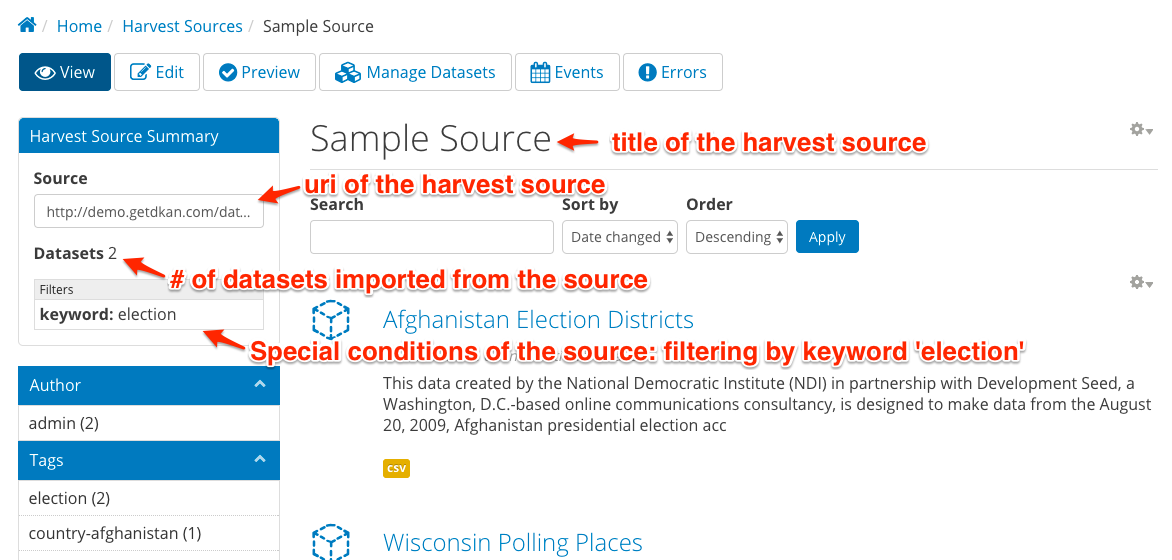 / Home / Harvest Sources / Sample Source
View Edit Preview Manage Datasets Events Errors
Harvest Source Summary
Source
http://demo.getdkan.com/dat...
Datasets 2
Filters
keyword: election
Author
admin (2)
Tags
election (2)
country-afghanistan (1)
Sample Source
title of the harvest source
uri of the harvest source
Search Sort by Order
Date changed Descending Apply
# of datasets imported from the source
Afghanistan Election Districts
Special conditions of the source: filtering by keyword 'election'
This data created by the National Democratic Institute (NDI) in partnership with Development Seed, a
Washington, D.C.-based online communications consultancy, is designed to make data from the August
20, 2009, Afghanistan presidential election acc
csv
Wisconsin Polling Places